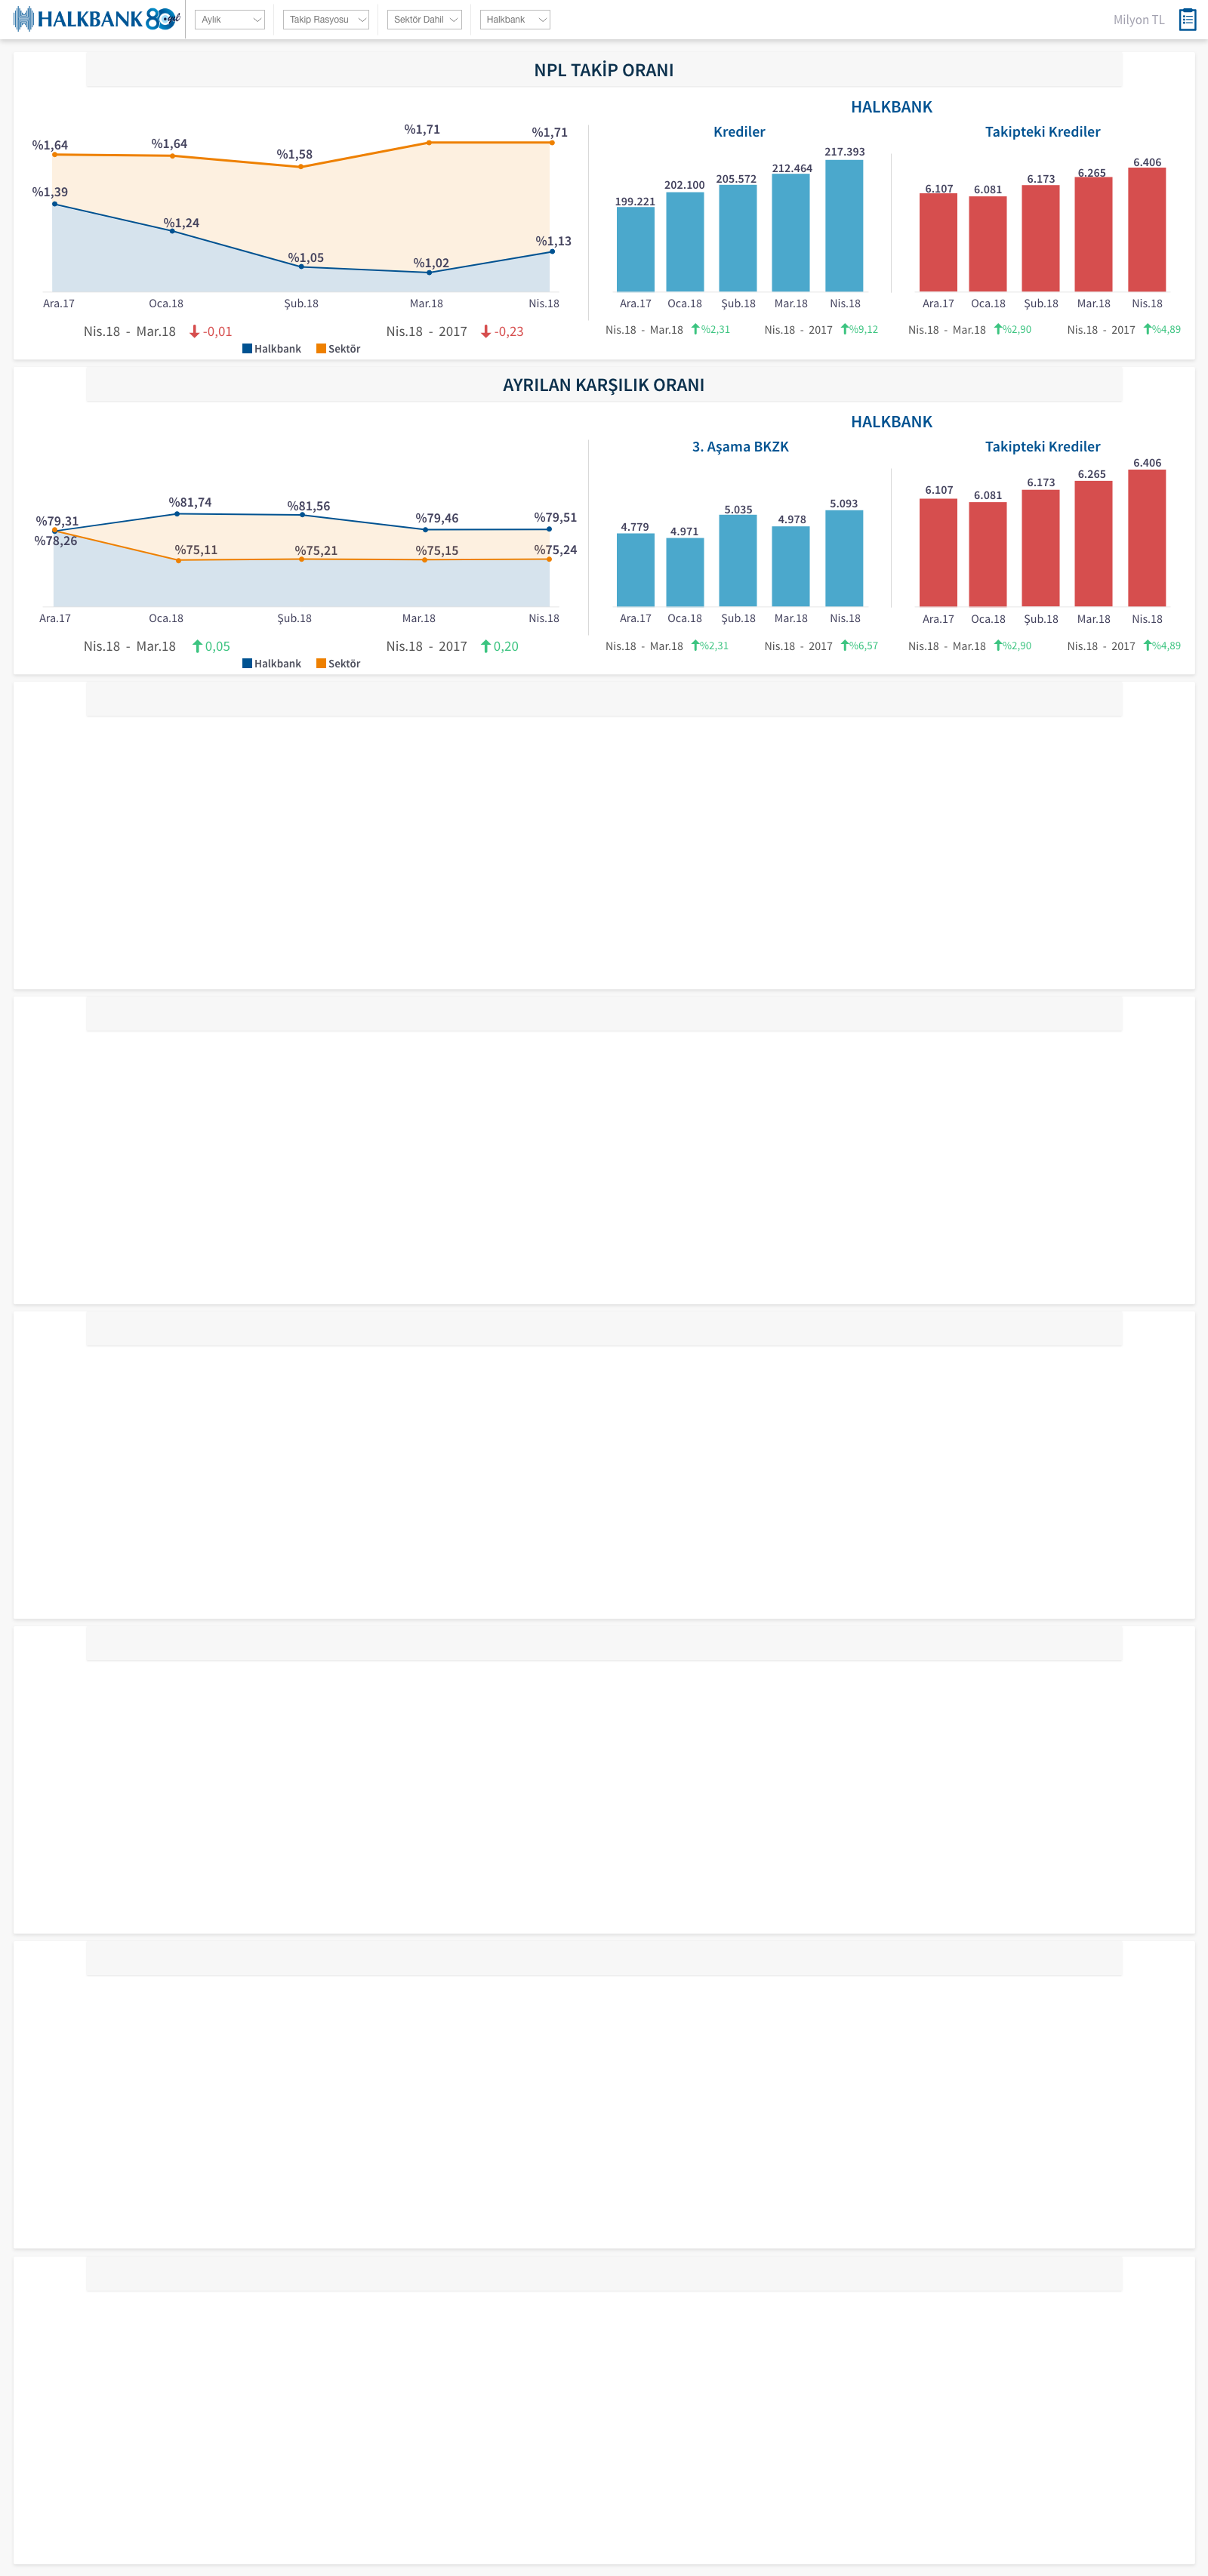 HALKBANK 80.yıl
Aylık
Takip Rasyosu
Sektör Dahil
Halkbank
Milyon TL
NPL TAKİP ORANI
HALKBANK
%1,64 %1,64 %1,58 %1,71 %1,71
%1,39 %1,24 %1,05 %1,02 %1,13
Ara.17 Oca.18 Şub.18 Mar.18 Nis.18
Nis.18 - Mar.18 -0,01
Nis.18 - 2017 -0,23
Halkbank Sektör
Krediler
199.221 202.100 205.572 212.464 217.393
Ara.17 Oca.18 Şub.18 Mar.18 Nis.18
Nis.18 - Mar.18 %2,31
Nis.18 - 2017 %9,12
Takipteki Krediler
6.107 6.081 6.173 6.265 6.406
Ara.17 Oca.18 Şub.18 Mar.18 Nis.18
Nis.18 - Mar.18 %2,90
Nis.18 - 2017 %4,89
AYRILAN KARŞILIK ORANI
HALKBANK
%79,31 %81,74 %81,56 %79,46 %79,51
%78,26 %75,11 %75,21 %75,15 %75,24
Ara.17 Oca.18 Şub.18 Mar.18 Nis.18
Nis.18 - Mar.18 0,05
Nis.18 - 2017 0,20
Halkbank Sektör
3. Aşama BKZK
4.779 4.971 5.035 4.978 5.093
Ara.17 Oca.18 Şub.18 Mar.18 Nis.18
Nis.18 - Mar.18 %2,31
Nis.18 - 2017 %6,57
Takipteki Krediler
6.107 6.081 6.173 6.265 6.406
Ara.17 Oca.18 Şub.18 Mar.18 Nis.18
Nis.18 - Mar.18 %2,90
Nis.18 - 2017 %4,89